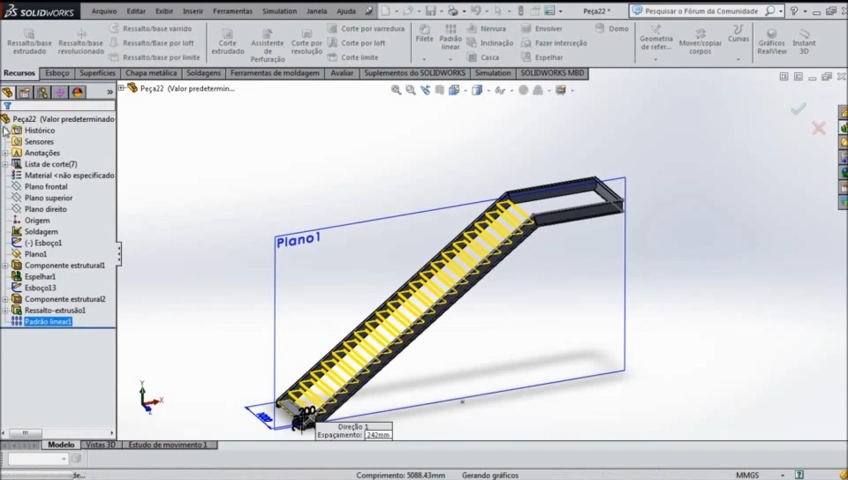 SOLIDWORKS Arquivo Editar Exibir Inserir Ferramentas Simulation Janela Ajuda Peça22 * Pesquisar o Fórum da Comunidade
Ressalto/base extrudado
Ressalto/base revolucionado
Ressalto/base varrido
Ressalto/base por loft
Ressalto/base por limite
Corte extrudado
Assistente de Perfuração
Corte por revolução
Corte por varredura
Corte por loft
Corte por limite
Filete
Padrão linear
Nervura
Inclinação
Casca
Envolver
Fazer interseção
Espelhar
Domo
Geometria de refer...
Mover/copiar corpos
Curvas
Gráficos RealView
Instant 3D
Recursos Esboço Superfícies Chapa metálica Soldagens Ferramentas de moldagem Avaliar Suplementos do SOLIDWORKS Simulation SOLIDWORKS MBD
Peça22 (Valor predetermin...
Peça22 (Valor predeterminado
Histórico
Sensores
Anotações
Lista de corte(7)
Material <não especificado
Plano frontal
Plano superior
Plano direito
Origem
Soldagem
(-) Esboço1
Plano1
Componente estrutural1
Espelhar1
Esboço13
Componente estrutural2
Ressalto-extrusão1
Padrão linear1
Plano1
Direção 1
Espaçamento: 242mm
Y
X
Modelo Vistas 3D Estudo de movimento 1
de... Comprimento: 5088.43mm Gerando gráficos MMGS